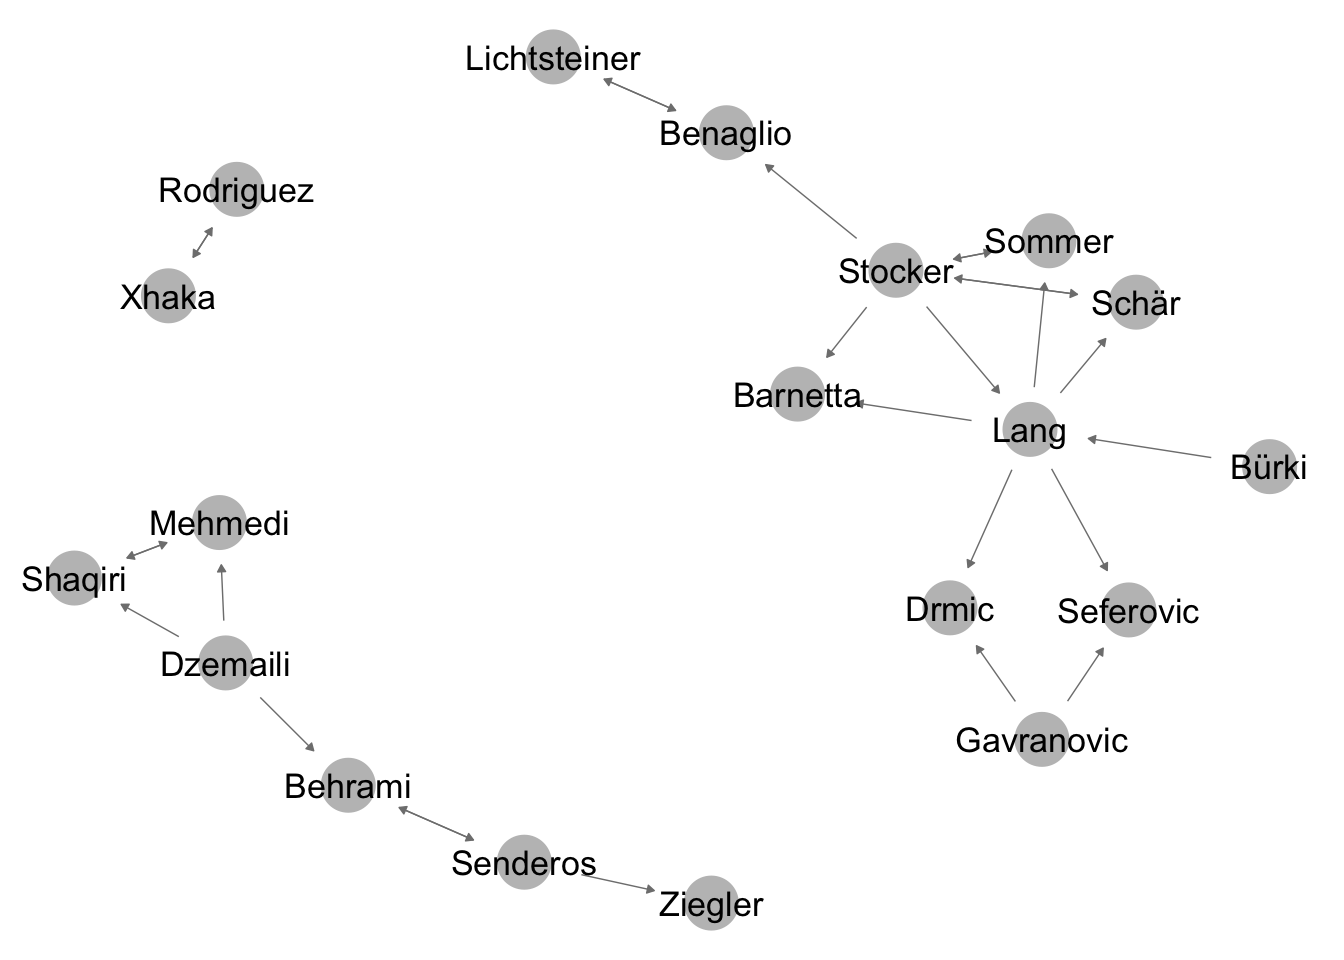 Lichtsteiner
Benaglio
Rodriguez
Sommer
Stocker
Xhaka
Schär
Barnetta
Lang
Bürki
Mehmedi
Shaqiri
Drmic
Seferovic
Dzemaili
Gavranovic
Behrami
Senderos
Ziegler